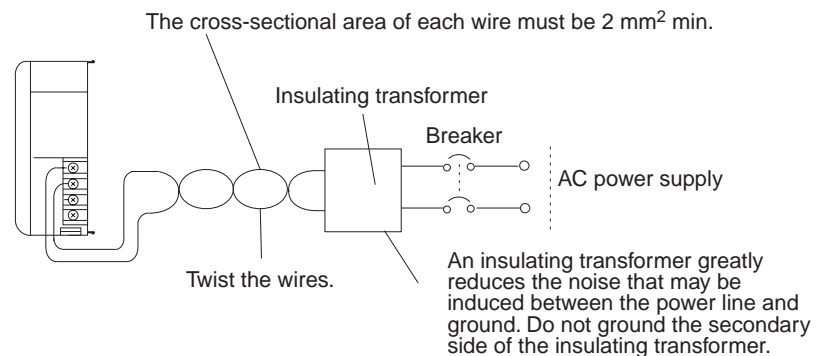 The cross-sectional area of each wire must be 2 mm² min.
Insulating transformer
Breaker
AC power supply
Twist the wires.
An insulating transformer greatly
reduces the noise that may be
induced between the power line and
ground. Do not ground the secondary
side of the insulating transformer.